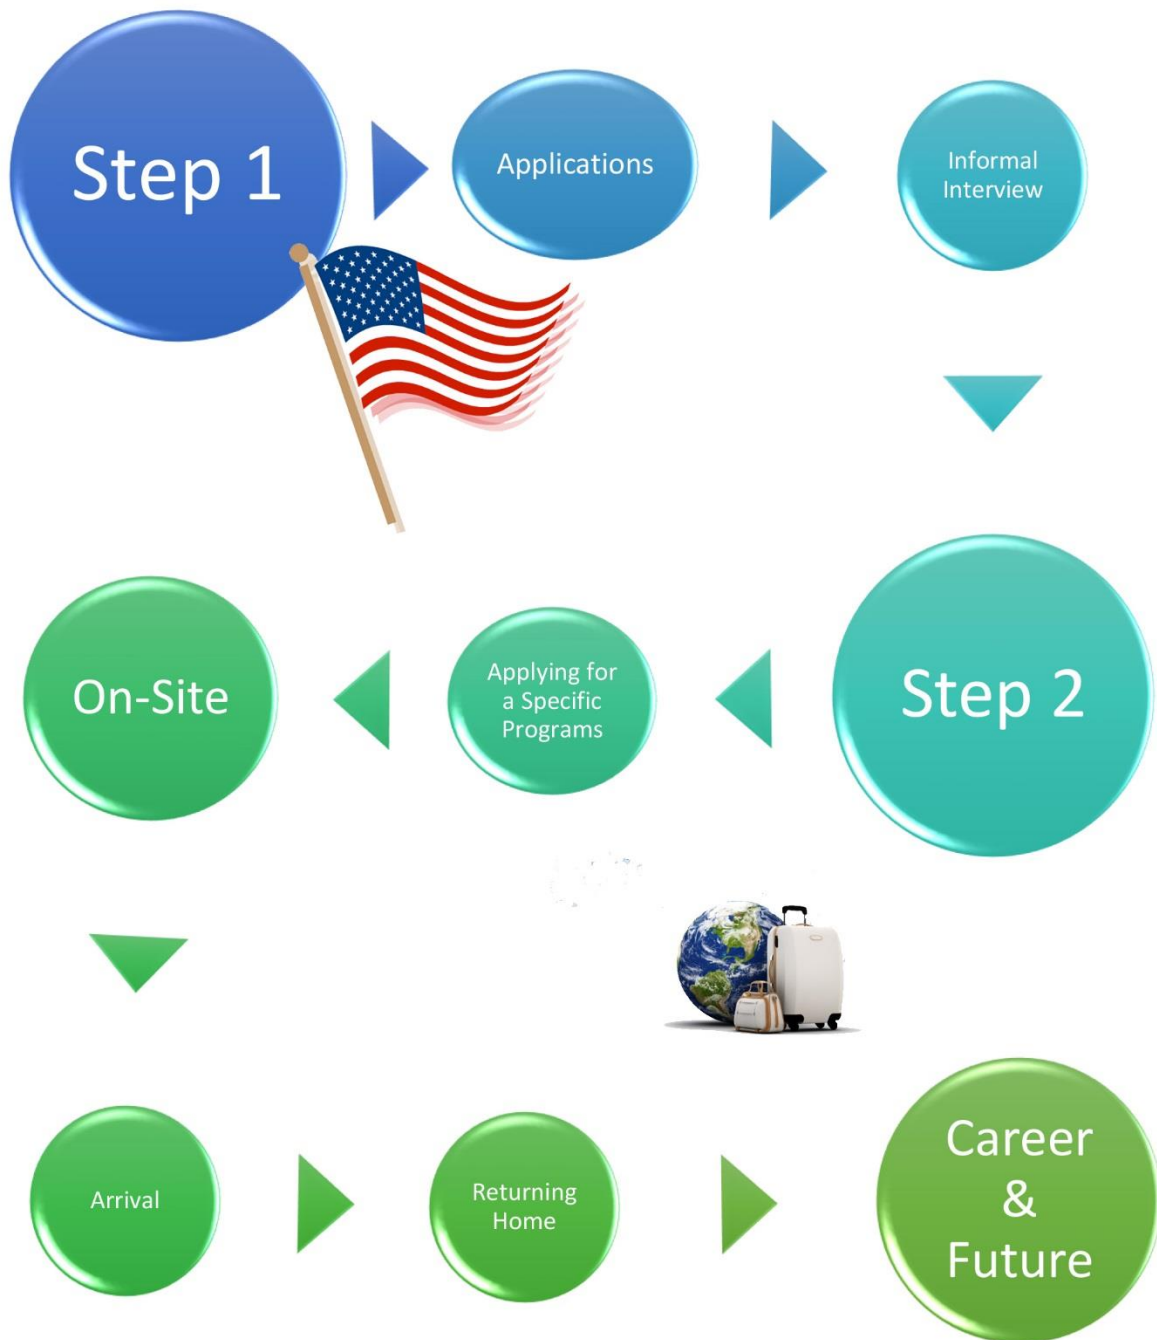 Step 1
Applications
Informal
Interview
Step 2
Applying for
a Specific
Programs
On-Site
Arrival
Returning
Home
Career
&
Future